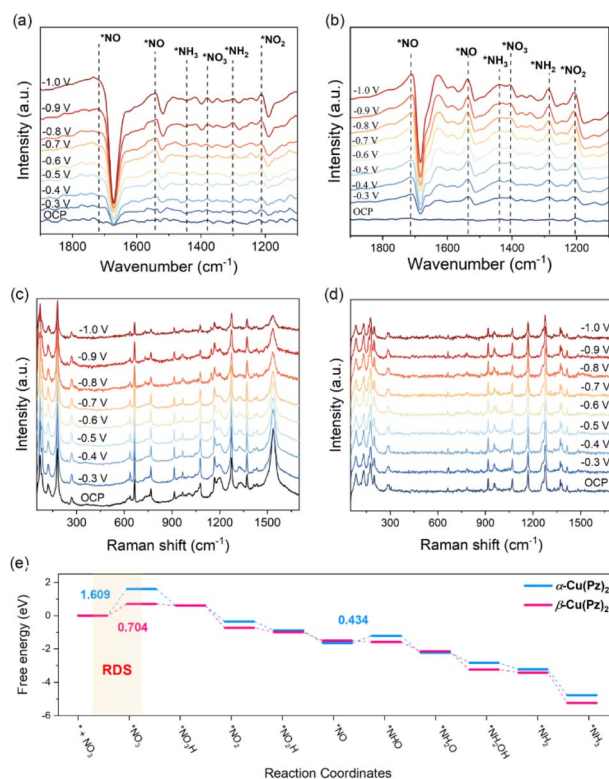 (a)
*NO
*NO
*NH3
*NO3
*NH2
*NO2
-1.0 V
-0.9 V
-0.8 V
-0.7 V
-0.6 V
-0.5 V
-0.4 V
-0.3 V
OCP
Intensity (a.u.)
1800 1600 1400 1200
Wavenumber (cm-1)
(b)
*NO
*NO
*NH3
*NO3
*NH2
*NO2
-1.0 V
-0.9 V
-0.8 V
-0.7 V
-0.6 V
-0.5 V
-0.4 V
-0.3 V
OCP
Intensity (a.u.)
1800 1600 1400 1200
Wavenumber (cm-1)
(c)
-1.0 V
-0.9 V
-0.8 V
-0.7 V
-0.6 V
-0.5 V
-0.4 V
-0.3 V
OCP
Intensity (a.u.)
300 600 900 1200 1500
Raman shift (cm-1)
(d)
-1.0 V
-0.9 V
-0.8 V
-0.7 V
-0.6 V
-0.5 V
-0.4 V
-0.3 V
OCP
Intensity (a.u.)
300 600 900 1200 1500
Raman shift (cm-1)
(e)
α-Cu(Pz)2
β-Cu(Pz)2
1.609
0.704
0.434
RDS
2
0
-2
-4
-6
Free energy (eV)
* + NO3
*NO3
*NO3H
*NO2
*NO2H
*NO
*NHO
*NH2O
*NH2OH
*NH2
*NH3
Reaction Coordinates